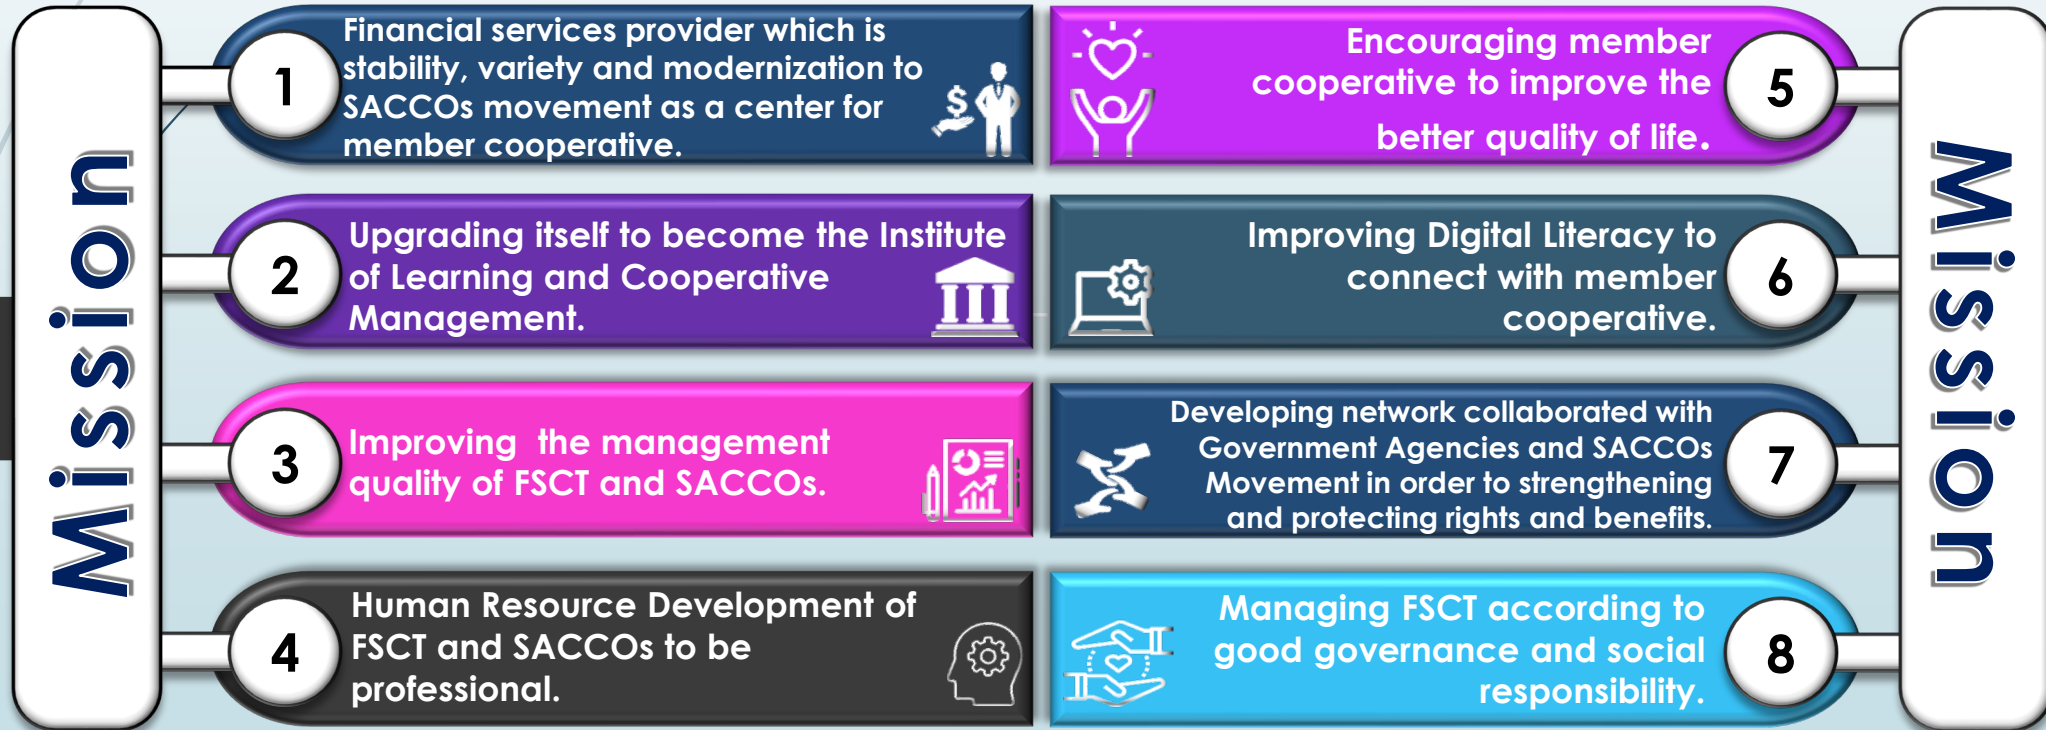 Mission
1
Financial services provider which is
stability, variety and modernization to
SACCOs movement as a center for
member cooperative.
2
Upgrading itself to become the Institute
of Learning and Cooperative
Management.
3
Improving the management
quality of FSCT and SACCOs.
4
Human Resource Development of
FSCT and SACCOs to be
professional.
Encouraging member
cooperative to improve the
better quality of life.
5
Improving Digital Literacy to
connect with member
cooperative.
6
Developing network collaborated with
Government Agencies and SACCOs
Movement in order to strengthening
and protecting rights and benefits.
7
Managing FSCT according to
good governance and social
responsibility.
8
Mission